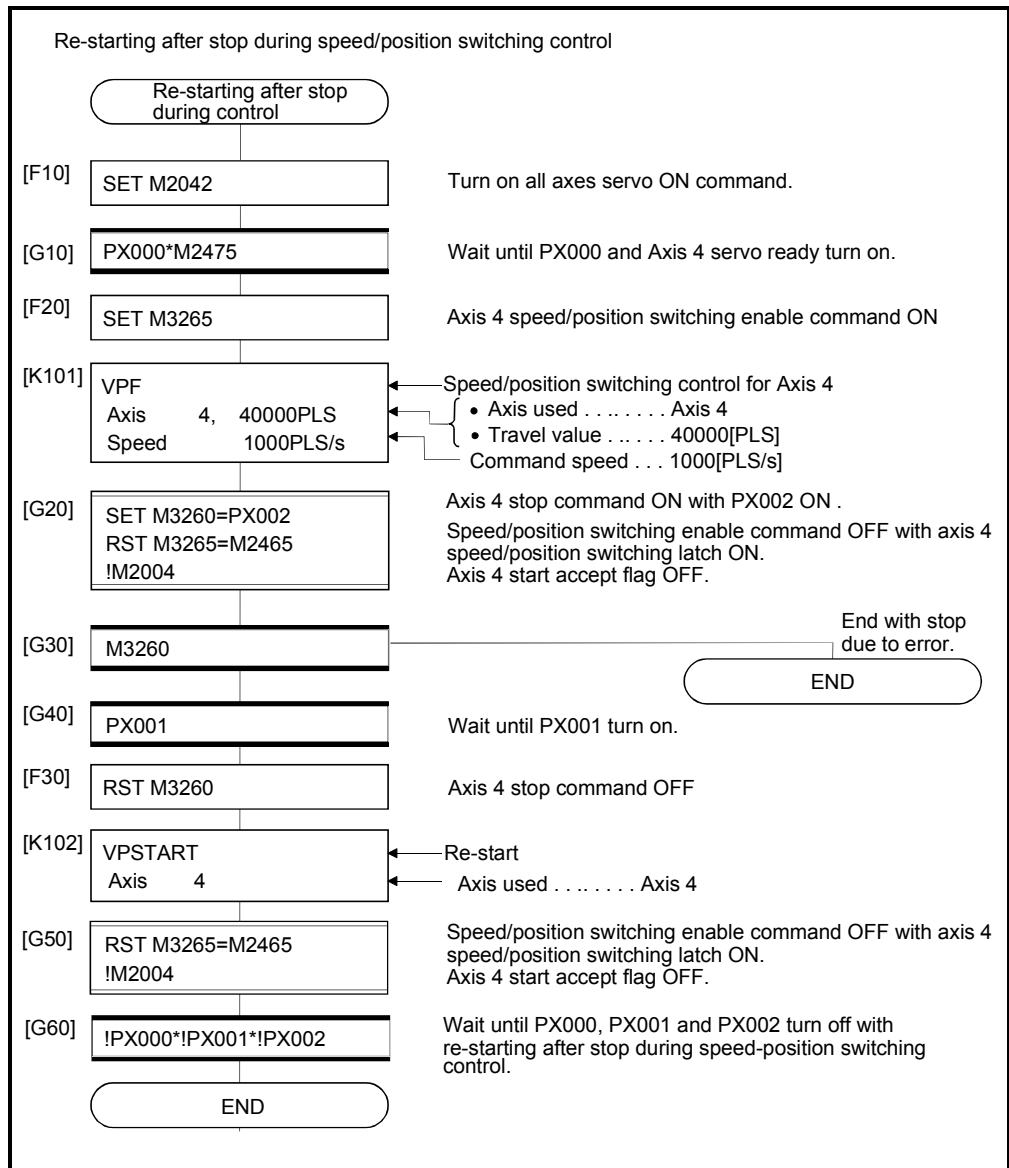 Re-starting after stop during speed/position switching control
Re-starting after stop
during control
[F10]
SET M2042
Turn on all axes servo ON command.
[G10]
PX000*M2475
Wait until PX000 and Axis 4 servo ready turn on.
[F20]
SET M3265
Axis 4 speed/position switching enable command ON
[K101]
VPF
Axis 4, 40000PLS
Speed 1000PLS/s
Speed/position switching control for Axis 4
• Axis used . . .. . . . . Axis 4
• Travel value . .. . . . 40000[PLS]
Command speed . . . 1000[PLS/s]
[G20]
SET M3260=PX002
RST M3265=M2465
!M2004
Axis 4 stop command ON with PX002 ON .
Speed/position switching enable command OFF with axis 4
speed/position switching latch ON.
Axis 4 start accept flag OFF.
[G30]
M3260
End with stop
due to error.
END
[G40]
PX001
Wait until PX001 turn on.
[F30]
RST M3260
Axis 4 stop command OFF
[K102]
VPSTART
Axis 4
Re-start
Axis used . . .. . . . . Axis 4
[G50]
RST M3265=M2465
!M2004
Speed/position switching enable command OFF with axis 4
speed/position switching latch ON.
Axis 4 start accept flag OFF.
[G60]
!PX000*!PX001*!PX002
Wait until PX000, PX001 and PX002 turn off with
re-starting after stop during speed-position switching
control.
END